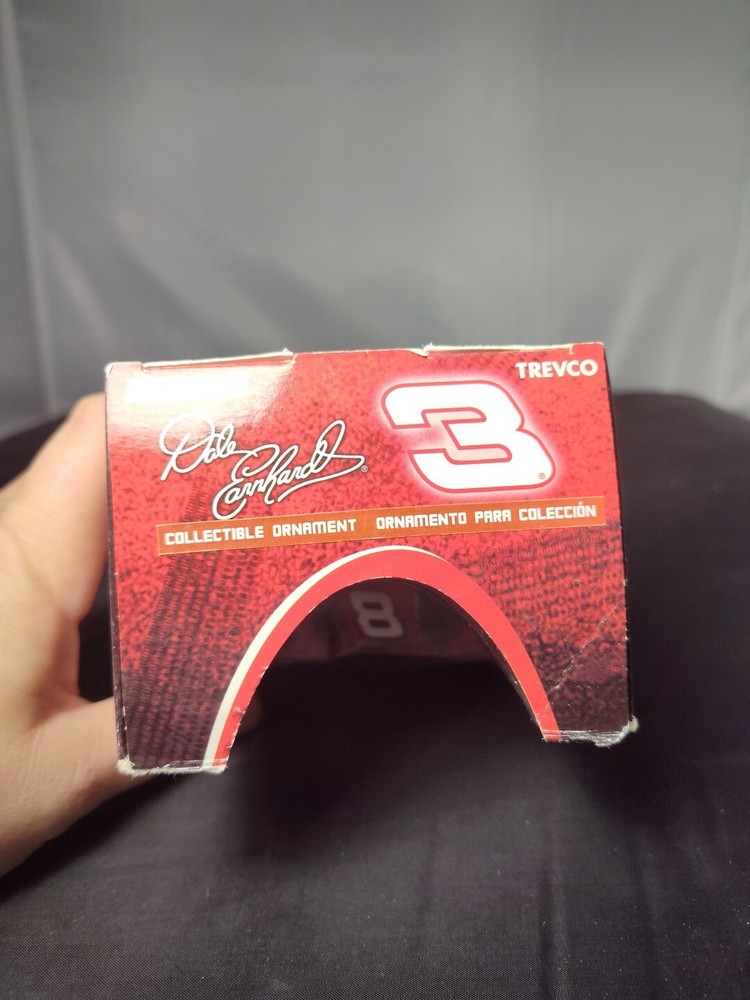 TREVCO
3
Dale
Earnhardt®
COLLECTIBLE ORNAMENT ORNAMENTO PARA COLECCIÓN
8